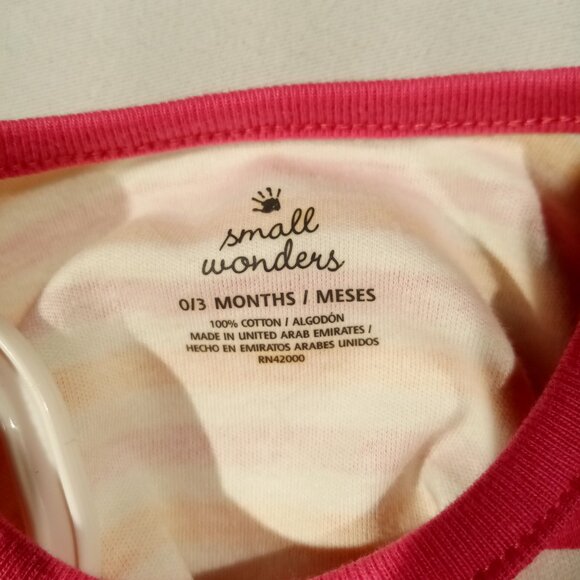 small
wonders
0/3 MONTHS / MESES
100% COTTON / ALGODÓN
MADE IN UNITED ARAB EMIRATES /
HECHO EN EMIRATOS ARABES UNIDOS
RN42000